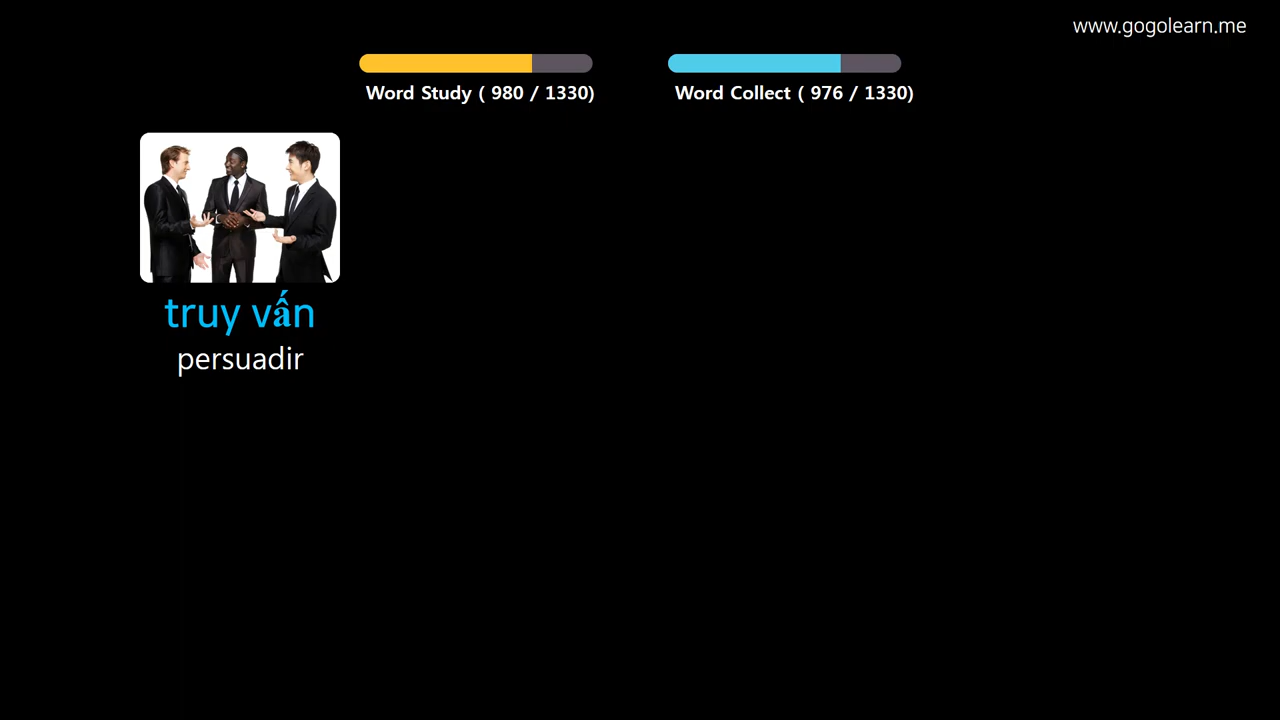 www.gogolearn.me
Word Study ( 980 / 1330)
Word Collect ( 976 / 1330)
truy vấn
persuadir